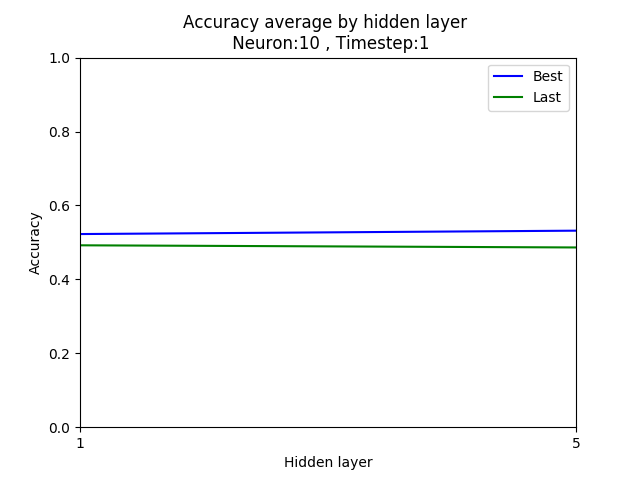 Accuracy average by hidden layer
Neuron:10 , Timestep:1
1.0
Best
Last
0.8
0.6
Accuracy
0.4
0.2
0.0
1
5
Hidden layer